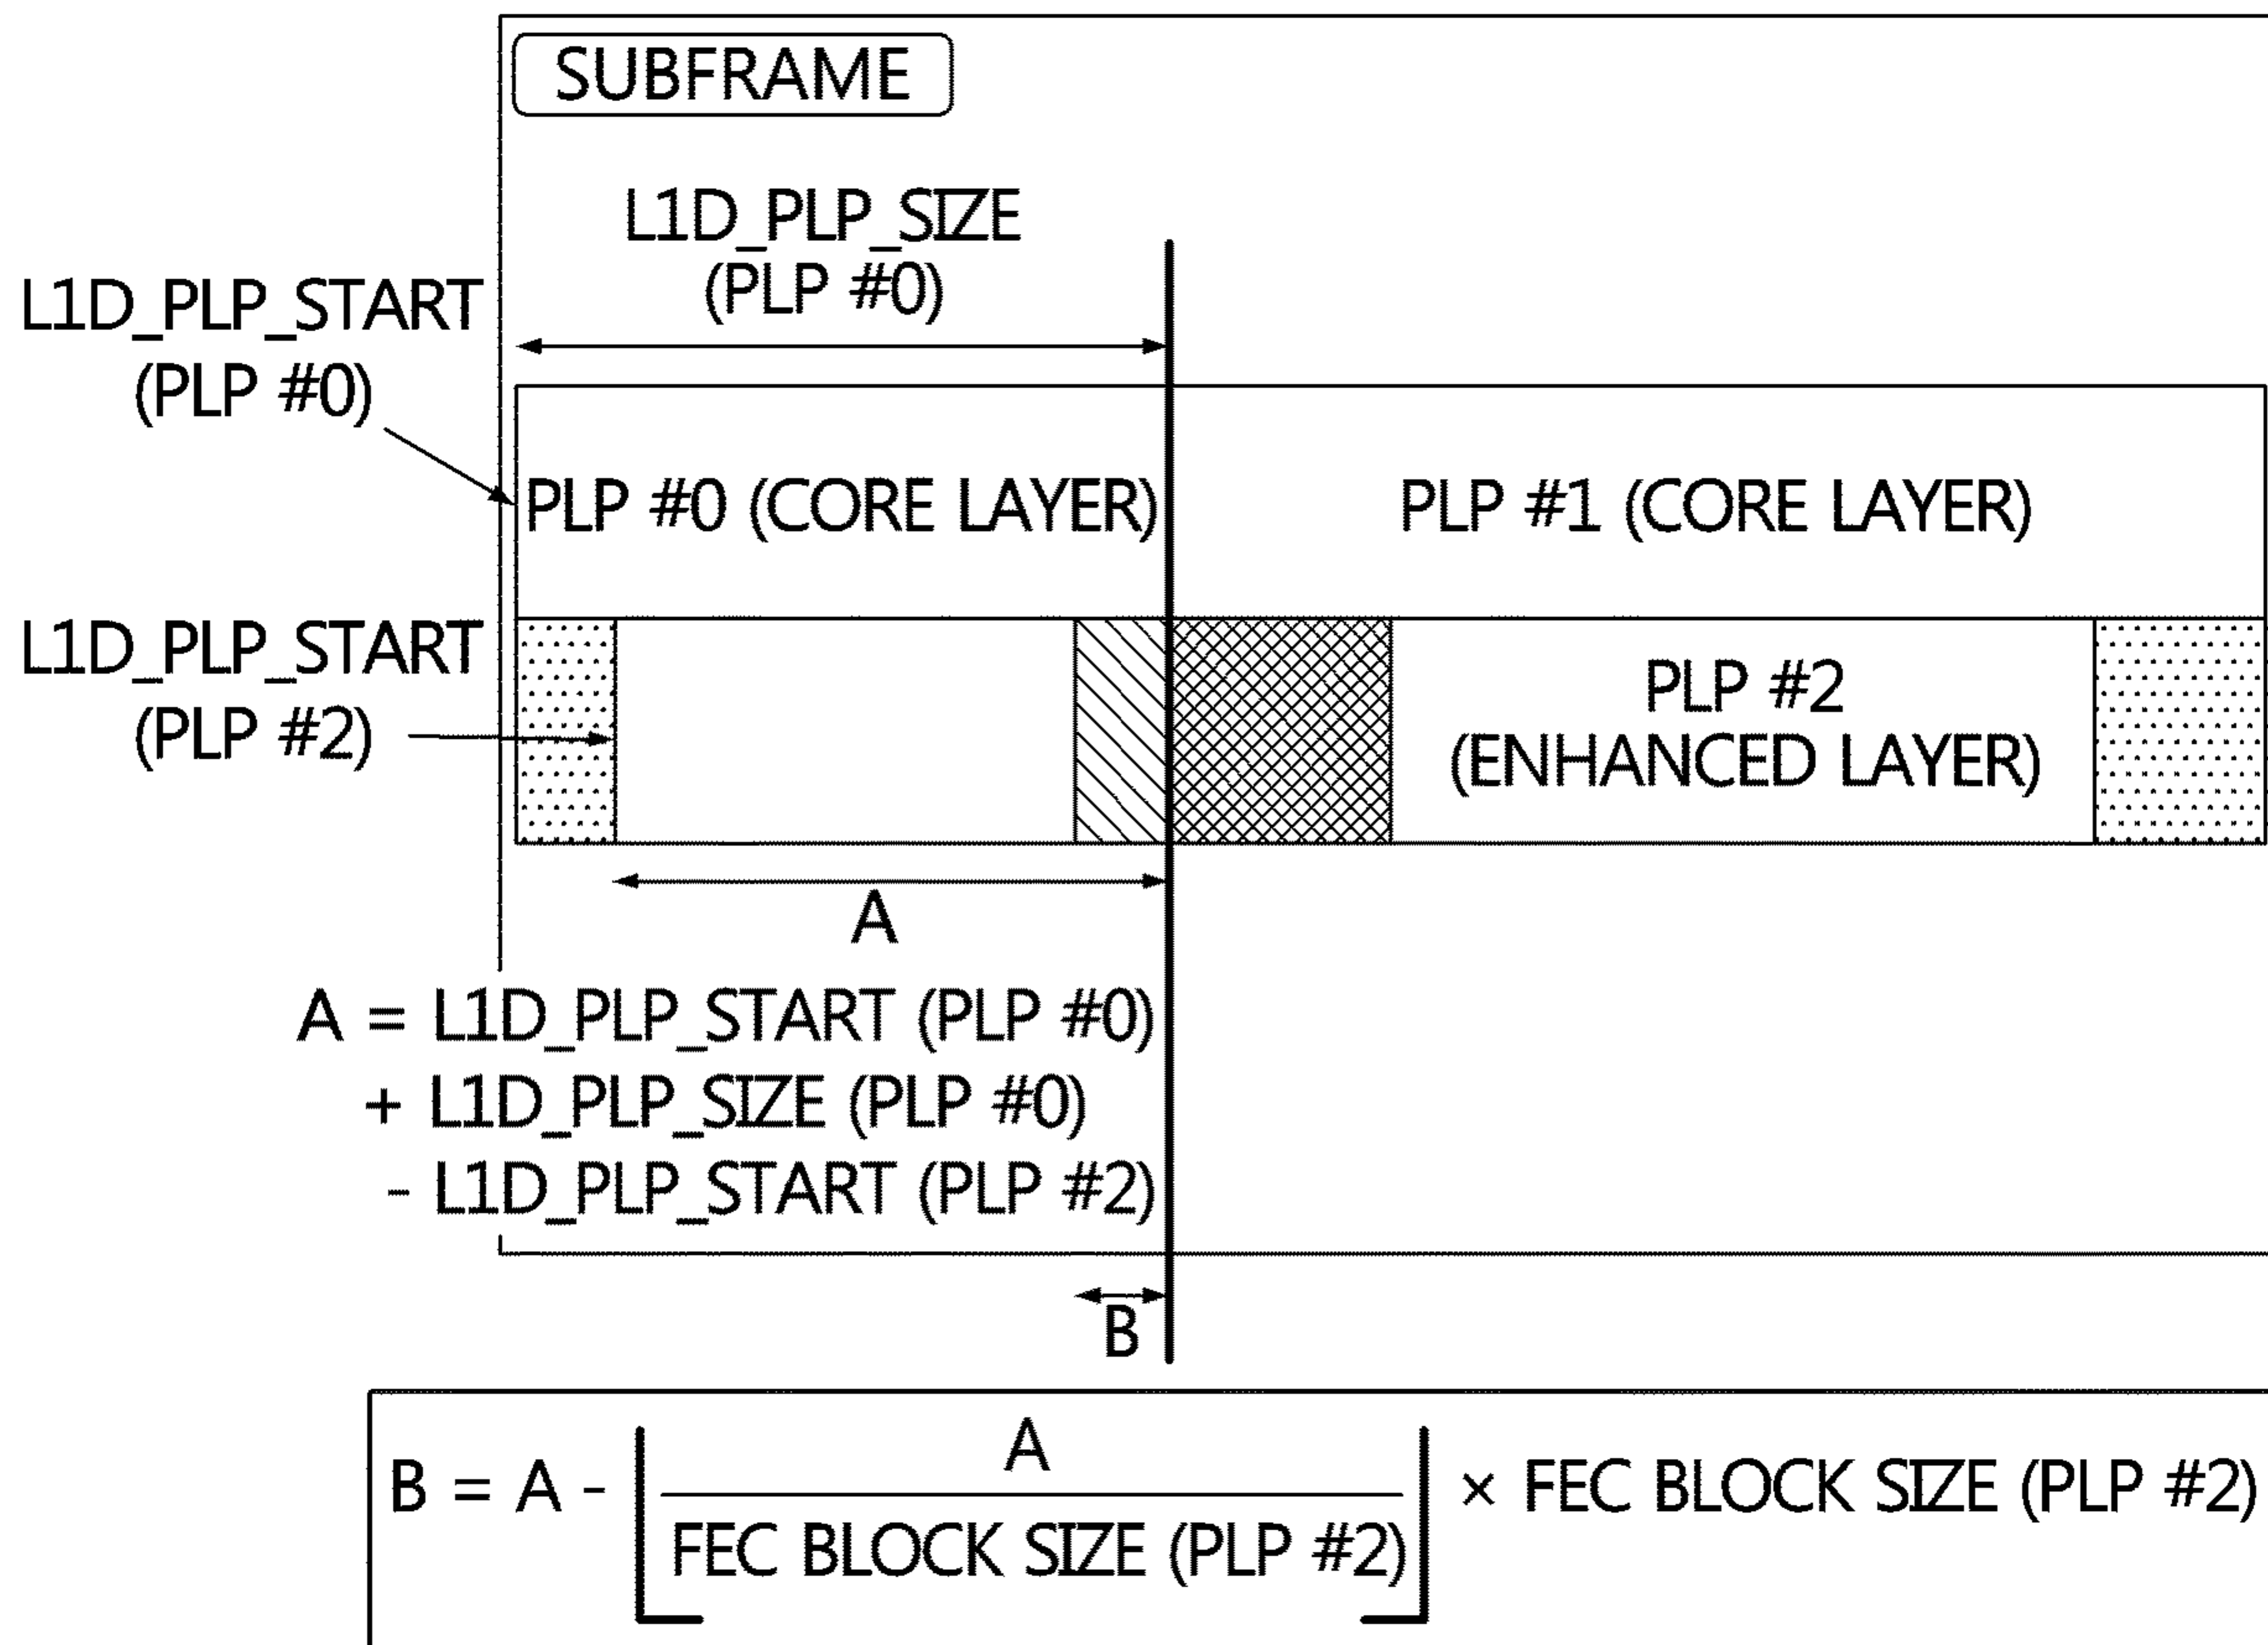 SUBFRAME
L1D_PLP_SIZE
(PLP #0)
L1D_PLP_START
(PLP #0)
PLP #0 (CORE LAYER)
PLP #1 (CORE LAYER)
L1D_PLP_START
(PLP #2)
PLP #2
(ENHANCED LAYER)
A
A = L1D_PLP_START (PLP #0)
+ L1D_PLP_SIZE (PLP #0)
- L1D_PLP_START (PLP #2)
B
A
B = A - ⌊ ⌋ × FEC BLOCK SIZE (PLP #2)
FEC BLOCK SIZE (PLP #2)